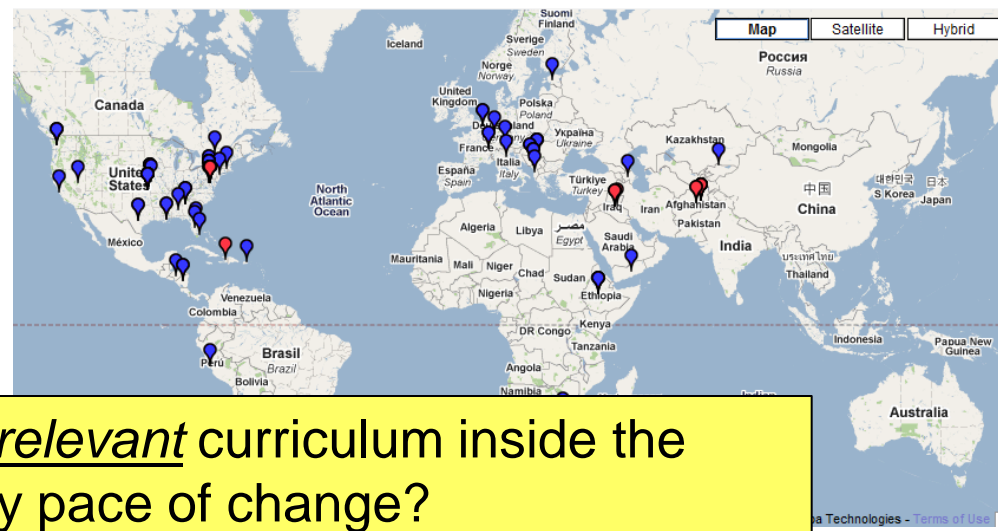 Map Satellite Hybrid
Suomi
Finland
Iceland
Sverige
Sweden
Norge
Norway
Россия
Russia
Canada
United
Kingdom
Polska
Poland
Україна
Ukraine
Kazakhstan
Mongolia
France
Italia
Italy
United
States
España
Spain
Türkiye
Turkey
North
Atlantic
Ocean
Iraq
Iran
Afghanistan
Pakistan
中国
China
대한민국
S Korea
日本
Japan
México
Algeria
Libya
مصر
Egypt
Saudi
Arabia
India
ประเทศไทย
Thailand
Mauritania
Mali
Niger
Chad
Sudan
Nigeria
Ethiopia
Venezuela
Colombia
DR Congo
Kenya
Tanzania
Indonesia
Papua New
Guinea
Perú
Brasil
Brazil
Bolivia
Angola
Namibia
Australia
relevant curriculum inside the
y pace of change?
Technologies - Terms of Use